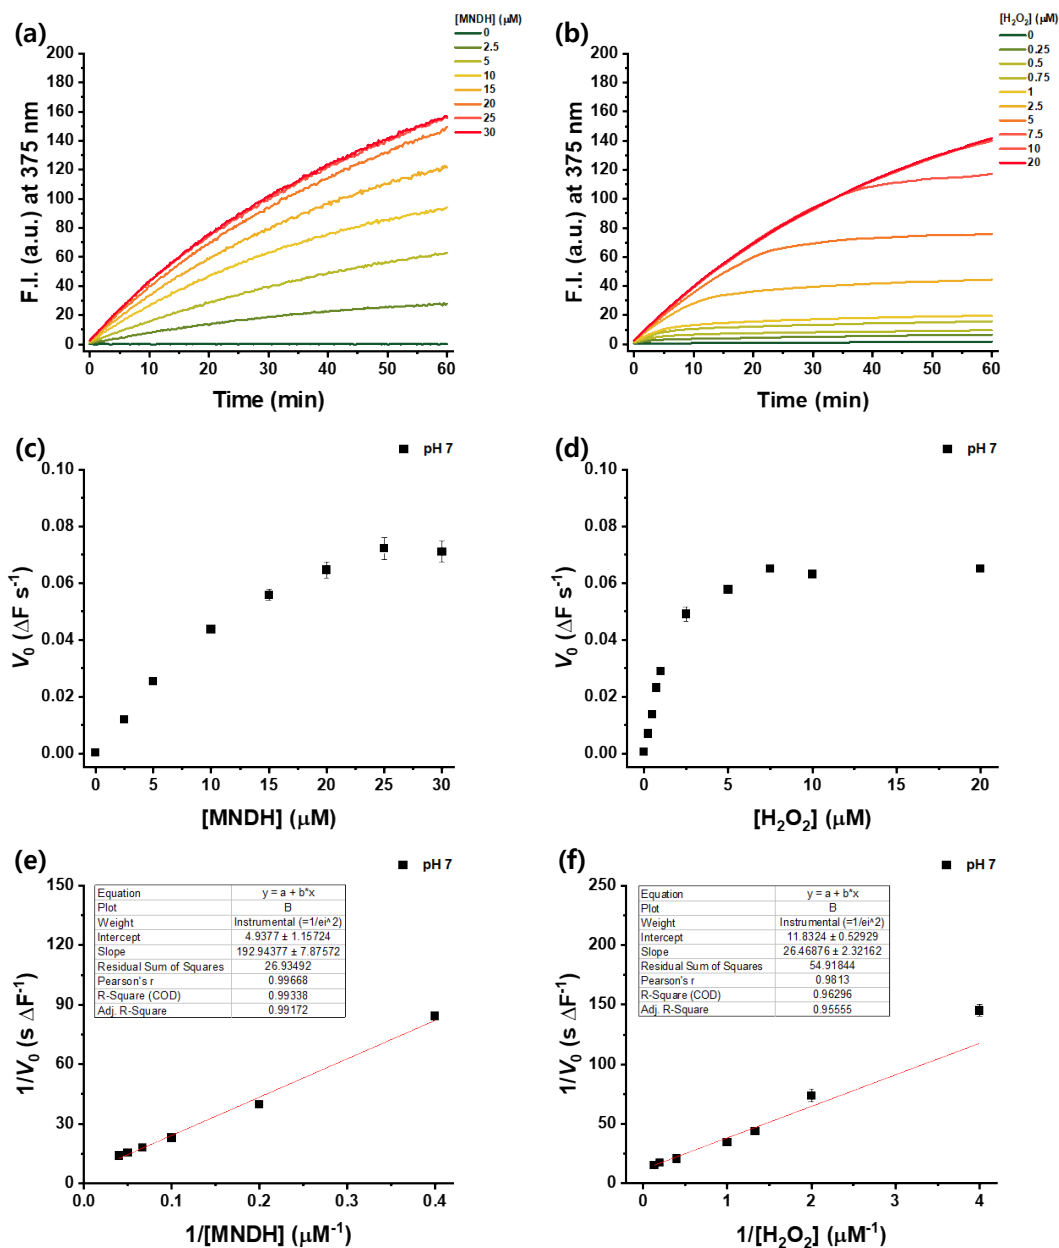 (a)
[MNDH] (μM)
0
2.5
5
10
15
20
25
30
200
180
160
140
120
100
80
60
40
20
0
F.I. (a.u.) at 375 nm
0 10 20 30 40 50 60
Time (min)
(b)
[H₂O₂] (μM)
0
0.25
0.5
0.75
1
2.5
5
7.5
10
20
200
180
160
140
120
100
80
60
40
20
0
F.I. (a.u.) at 375 nm
0 10 20 30 40 50 60
Time (min)
(c)
pH 7
0.10
0.08
0.06
0.04
0.02
0.00
V₀ (ΔF s⁻¹)
0 5 10 15 20 25 30
[MNDH] (μM)
(d)
pH 7
0.10
0.08
0.06
0.04
0.02
0.00
V₀ (ΔF s⁻¹)
0 5 10 15 20
[H₂O₂] (μM)
(e)
pH 7
Equation y = a + b*x
Plot B
Weight Instrumental (=1/ei^2)
Intercept 4.9377 ± 1.15724
Slope 192.94377 ± 7.87572
Residual Sum of Squares 26.93492
Pearson's r 0.99668
R-Square (COD) 0.99338
Adj. R-Square 0.99172
150
120
90
60
30
0
1/V₀ (s ΔF⁻¹)
0.0 0.1 0.2 0.3 0.4
1/[MNDH] (μM⁻¹)
(f)
pH 7
Equation y = a + b*x
Plot B
Weight Instrumental (=1/ei^2)
Intercept 11.8324 ± 0.52929
Slope 26.46876 ± 2.32162
Residual Sum of Squares 54.91844
Pearson's r 0.9813
R-Square (COD) 0.96296
Adj. R-Square 0.95555
250
200
150
100
50
0
1/V₀ (s ΔF⁻¹)
0 1 2 3 4
1/[H₂O₂] (μM⁻¹)